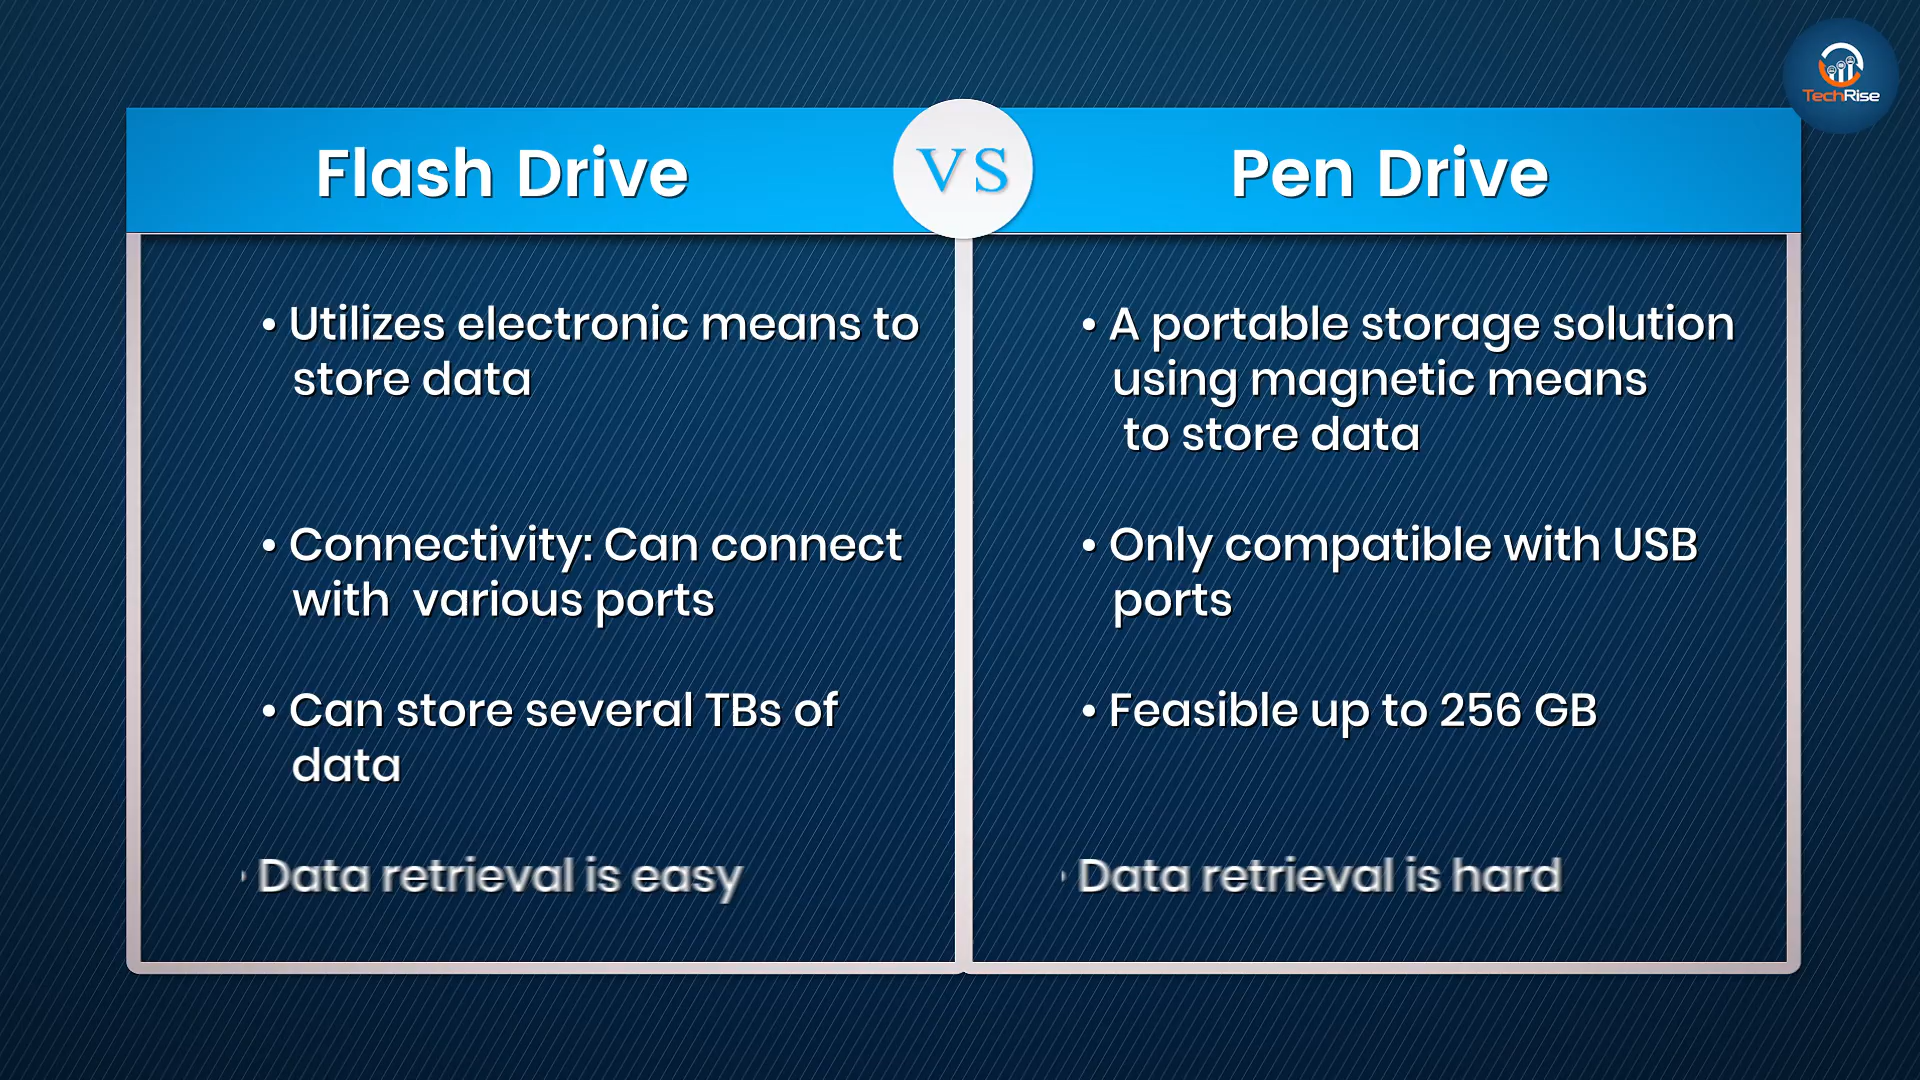 TechRise
Flash Drive
VS
Pen Drive
• Utilizes electronic means to
store data
• Connectivity: Can connect
with various ports
• Can store several TBs of
data
· Data retrieval is easy
• A portable storage solution
using magnetic means
to store data
• Only compatible with USB
ports
• Feasible up to 256 GB
· Data retrieval is hard